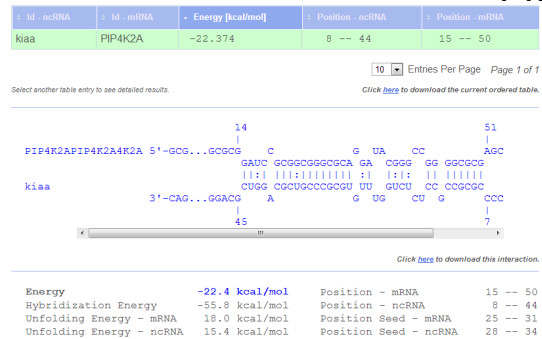 Id - ncRNA Id - mRNA Energy [kcal/mol] Position - ncRNA Position - mRNA
kiaa PIP4K2A -22.374 8 -- 44 15 -- 50
10 Entries Per Page Page 1 of 1
Select another table entry to see detailed results. Click here to download the current ordered table.
14 51
| |
PIP4K2APIP4K2A4K2A 5'-GCG...GCGCG C G UA CC AGC
GAUC GCGGCGGGCGCA GA CGGG GG GGCGCG
||:| |||:|||||||| :| |:|: || ||||||
kiaa CUGG CGCUGCCCGCGU UUU GUCU CC CCGCGC
3'-CAG...GGACG A G UG CU G CCC
| |
45 7
Click here to download this interaction.
Energy -22.4 kcal/mol Position - mRNA 15 -- 50
Hybridization Energy -55.8 kcal/mol Position - ncRNA 8 -- 44
Unfolding Energy - mRNA 18.0 kcal/mol Position Seed - mRNA 25 -- 31
Unfolding Energy - ncRNA 15.4 kcal/mol Position Seed - ncRNA 28 -- 34